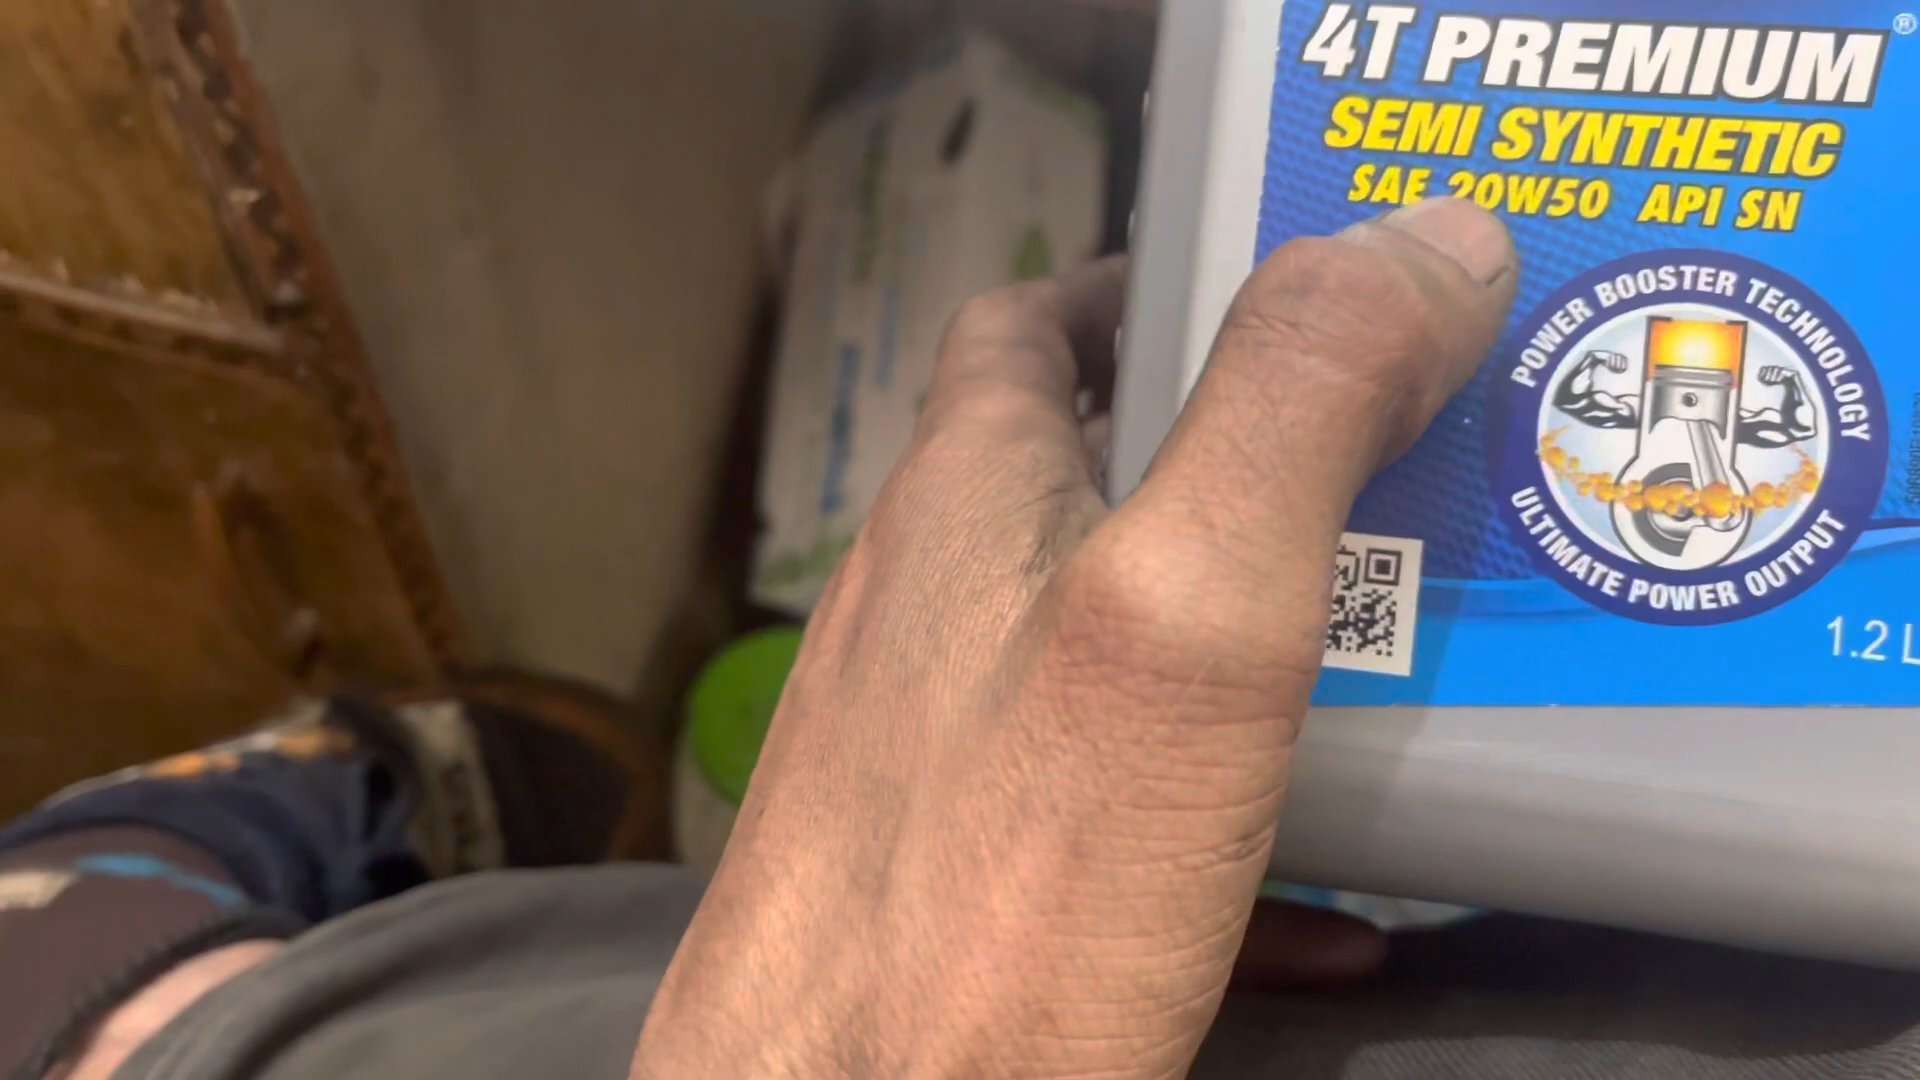 4T PREMIUM®
SEMI SYNTHETIC
SAE 20W50 API SN
POWER BOOSTER TECHNOLOGY
ULTIMATE POWER OUTPUT
1.2 L